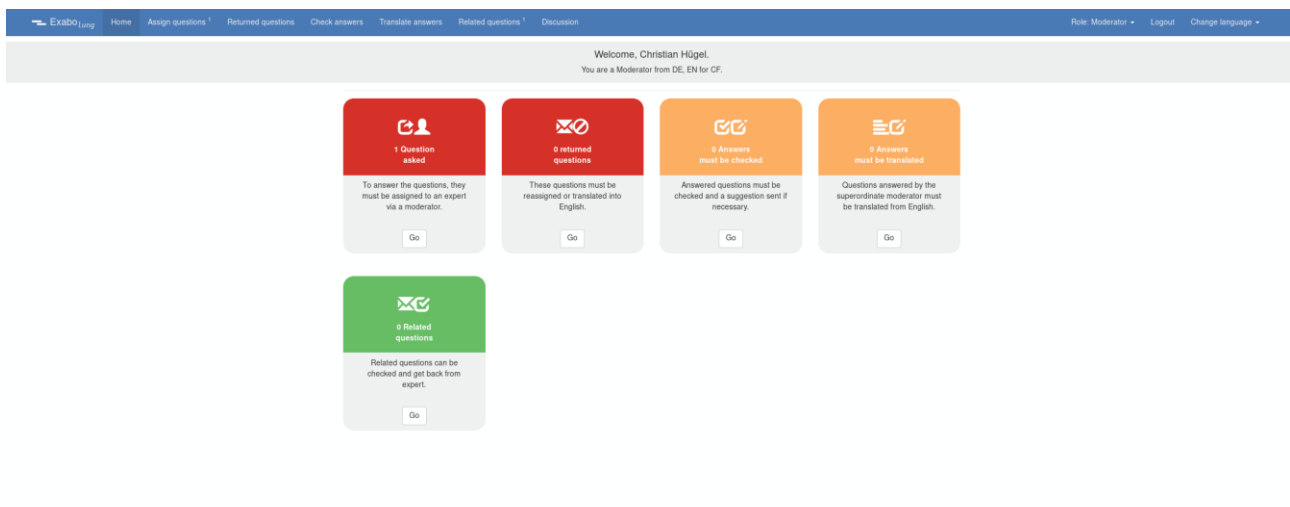 Exabo Lung Home Assign questions 1 Returned questions Check answers Translate answers Related questions 1 Discussion Role: Moderator Logout Change language
Welcome, Christian Hügel.
You are a Moderator from DE, EN for CF.
1 Question
asked
To answer the questions, they
must be assigned to an expert
via a moderator.
Go
0 returned
questions
These questions must be
reassigned or translated into
English.
Go
0 Answers
must be checked
Answered questions must be
checked and a suggestion sent if
necessary.
Go
0 Answers
must be translated
Questions answered by the
superordinate moderator must
be translated from English.
Go
0 Related
questions
Related questions can be
checked and get back from
expert.
Go